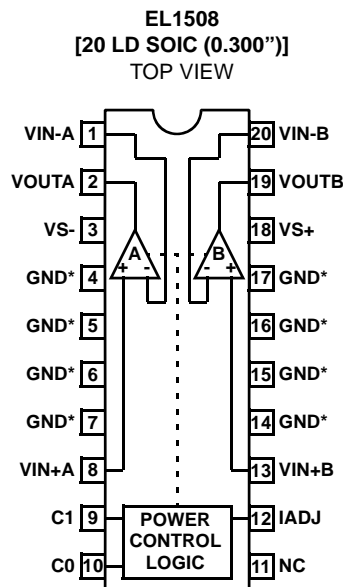 EL1508
[20 LD SOIC (0.300”)]
TOP VIEW
VIN-A 1 20 VIN-B
VOUTA 2 19 VOUTB
VS- 3 18 VS+
A B
+ - - +
GND* 4 17 GND*
GND* 5 16 GND*
GND* 6 15 GND*
GND* 7 14 GND*
VIN+A 8 13 VIN+B
C1 9 POWER 12 IADJ
CONTROL
C0 10 LOGIC 11 NC